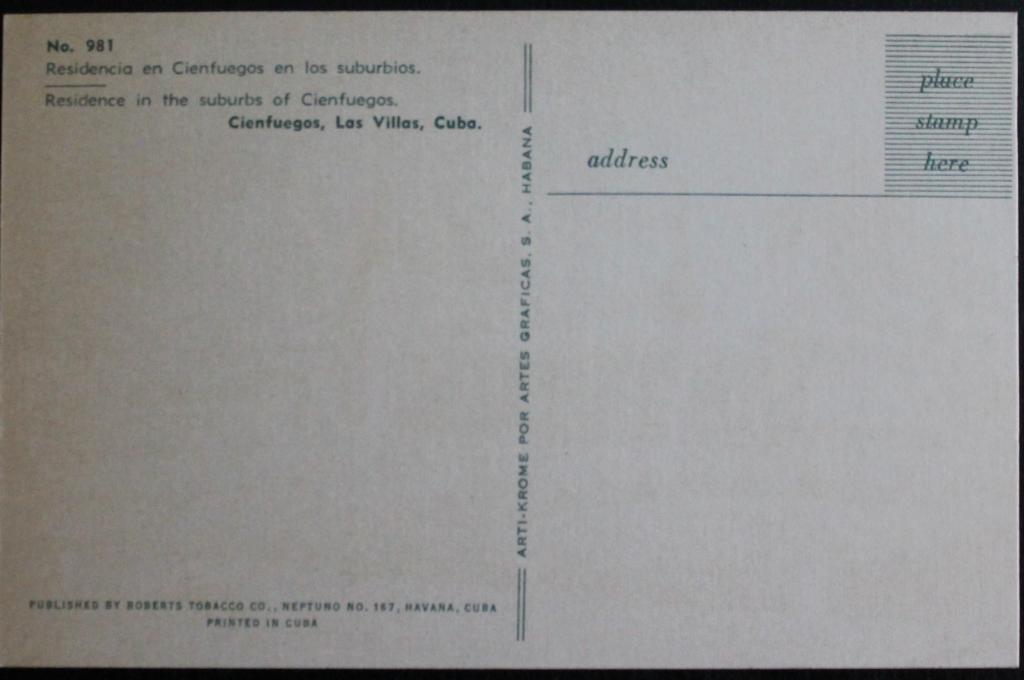 No. 981
Residencia en Cienfuegos en los suburbios.
Residence in the suburbs of Cienfuegos.
Cienfuegos, Las Villas, Cuba.
PUBLISHED BY ROBERTS TOBACCO CO., NEPTUNO NO. 167, HAVANA, CUBA
PRINTED IN CUBA
ARTI-KROME POR ARTES GRAFICAS, S. A., HABANA
address
place
stamp
here